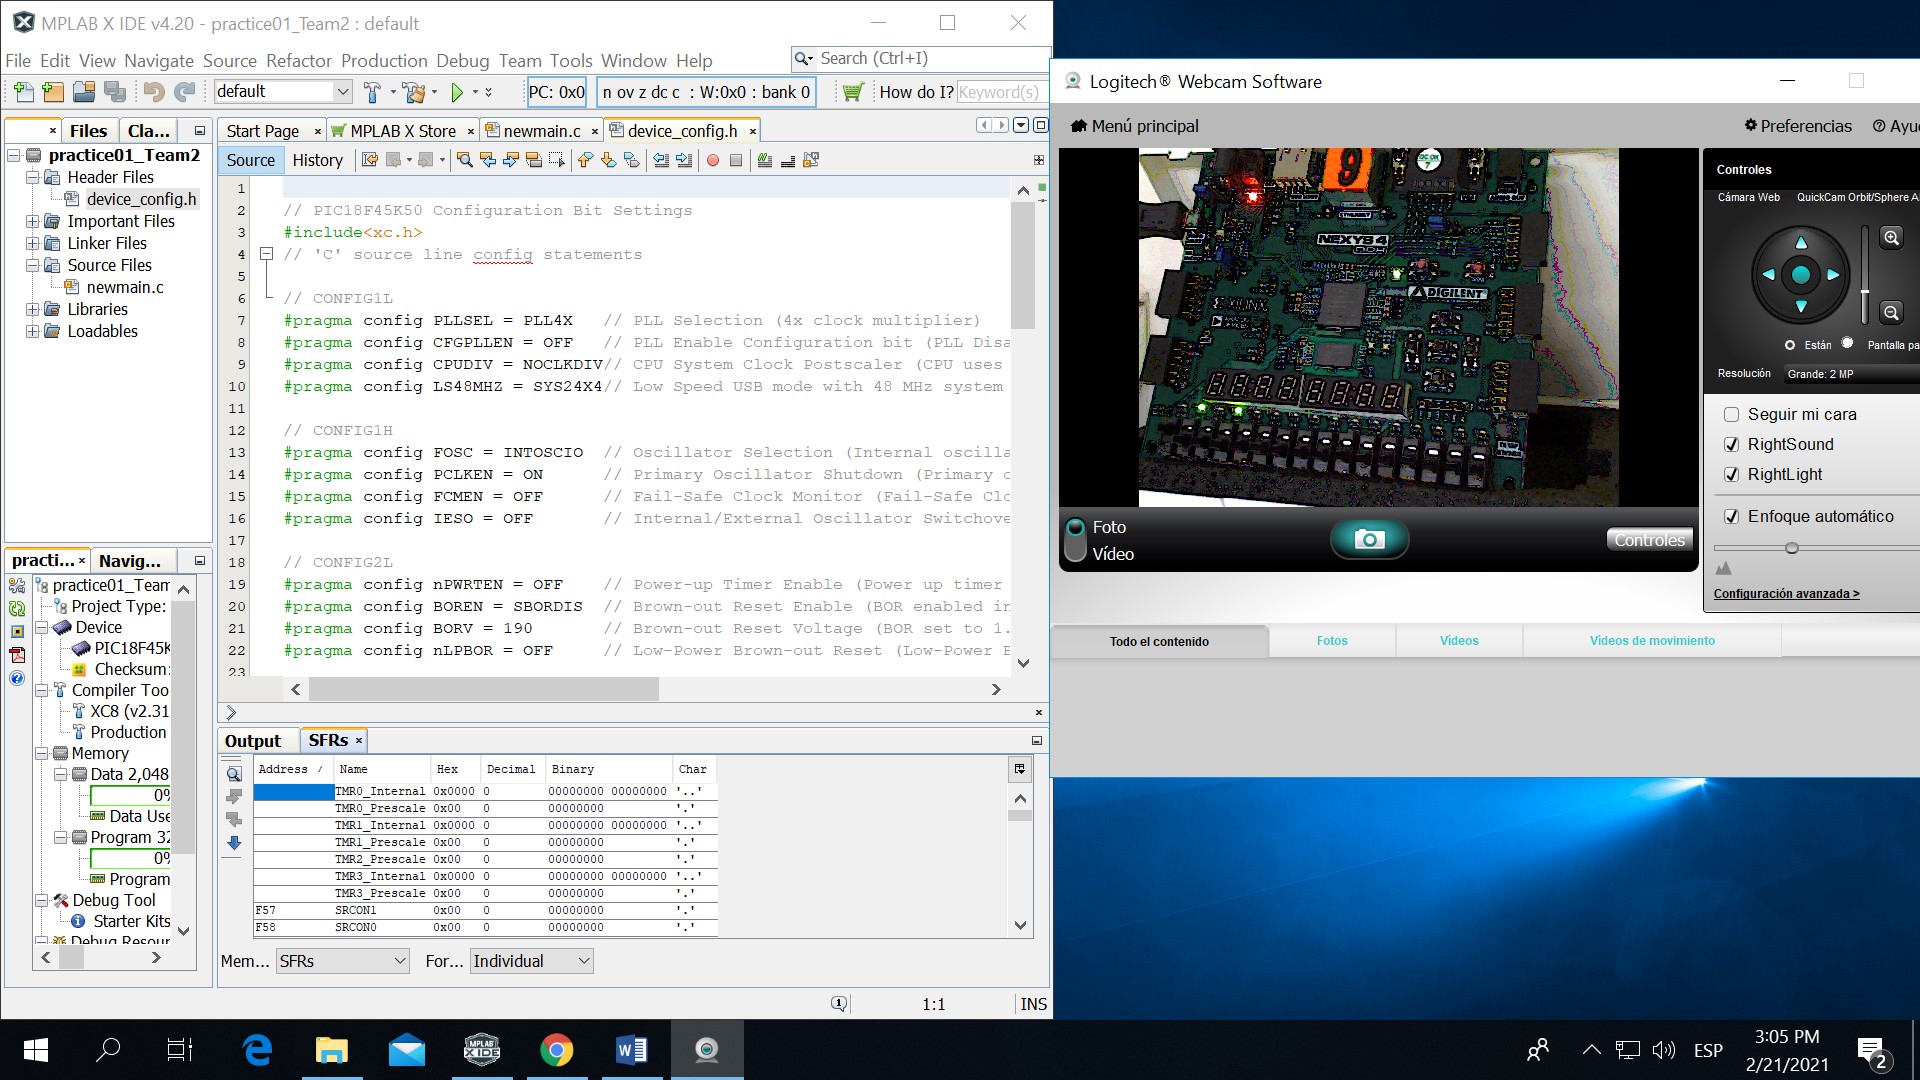 MPLAB X IDE v4.20 - practice01_Team2 : default
File Edit View Navigate Source Refactor Production Debug Team Tools Window Help
Search (Ctrl+I)
default
PC: 0x0
n ov z dc c : W:0x0 : bank 0
How do I?
Keyword(s)
Files
Cla...
practice01_Team2
Header Files
device_config.h
Important Files
Linker Files
Source Files
newmain.c
Libraries
Loadables
Start Page
MPLAB X Store
newmain.c
device_config.h
Source
History
1
2 // PIC18F45K50 Configuration Bit Settings
3 #include<xc.h>
4 // 'C' source line config statements
5
6 // CONFIG1L
7 #pragma config PLLSEL = PLL4X // PLL Selection (4x clock multiplier)
8 #pragma config CFGPLLEN = OFF // PLL Enable Configuration bit (PLL Disa
9 #pragma config CPUDIV = NOCLKDIV// CPU System Clock Postscaler (CPU uses
10 #pragma config LS48MHZ = SYS24X4// Low Speed USB mode with 48 MHz system
11
12 // CONFIG1H
13 #pragma config FOSC = INTOSCIO // Oscillator Selection (Internal oscilla
14 #pragma config PCLKEN = ON // Primary Oscillator Shutdown (Primary o
15 #pragma config FCMEN = OFF // Fail-Safe Clock Monitor (Fail-Safe Clo
16 #pragma config IESO = OFF // Internal/External Oscillator Switchove
17
18 // CONFIG2L
19 #pragma config nPWRTEN = OFF // Power-up Timer Enable (Power up timer
20 #pragma config BOREN = SBORDIS // Brown-out Reset Enable (BOR enabled in
21 #pragma config BORV = 190 // Brown-out Reset Voltage (BOR set to 1.
22 #pragma config nLPBOR = OFF // Low-Power Brown-out Reset (Low-Power B
23
practi...
Navig...
practice01_Team
Project Type:
Device
PIC18F45K
Checksum:
Compiler Too
XC8 (v2.31
Production
Memory
Data 2,048
0%
Data Use
Program 32
0%
Program
Debug Tool
Starter Kits
Debug Resour
Output
SFRs
Address Name Hex Decimal Binary Char
TMR0_Internal 0x0000 0 00000000 00000000 '..'
TMR0_Prescale 0x00 0 00000000 '.'
TMR1_Internal 0x0000 0 00000000 00000000 '..'
TMR1_Prescale 0x00 0 00000000 '.'
TMR2_Prescale 0x00 0 00000000 '.'
TMR3_Internal 0x0000 0 00000000 00000000 '..'
TMR3_Prescale 0x00 0 00000000 '.'
F57 SRCON1 0x00 0 00000000 '.'
F58 SRCON0 0x00 0 00000000 '.'
Mem... SFRs For... Individual
1:1 INS
Logitech® Webcam Software
Menú principal
Preferencias
Ayu
9
NEXYS4
DDR
XILINX
DIGILENT
Foto
Vídeo
Controles
Controles
Cámara Web QuickCam Orbit/Sphere A
Están Pantalla pa
Resolución Grande: 2 MP
Seguir mi cara
RightSound
RightLight
Enfoque automático
Configuración avanzada >
Todo el contenido
Fotos
Videos
Videos de movimiento
MPLAB
X IDE
ESP
3:05 PM
2/21/2021
2